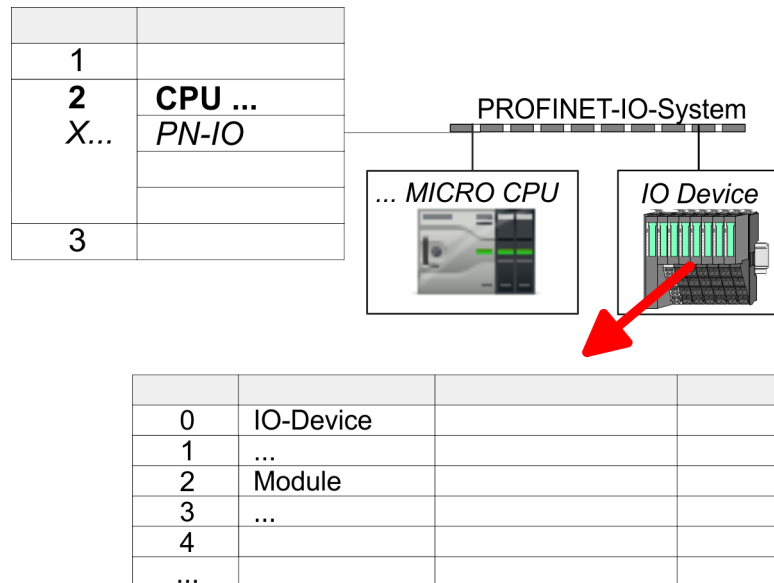 1
2 CPU ...
X... PN-IO
3
PROFINET-IO-System
... MICRO CPU
IO Device
0 IO-Device
1 ...
2 Module
3 ...
4
...